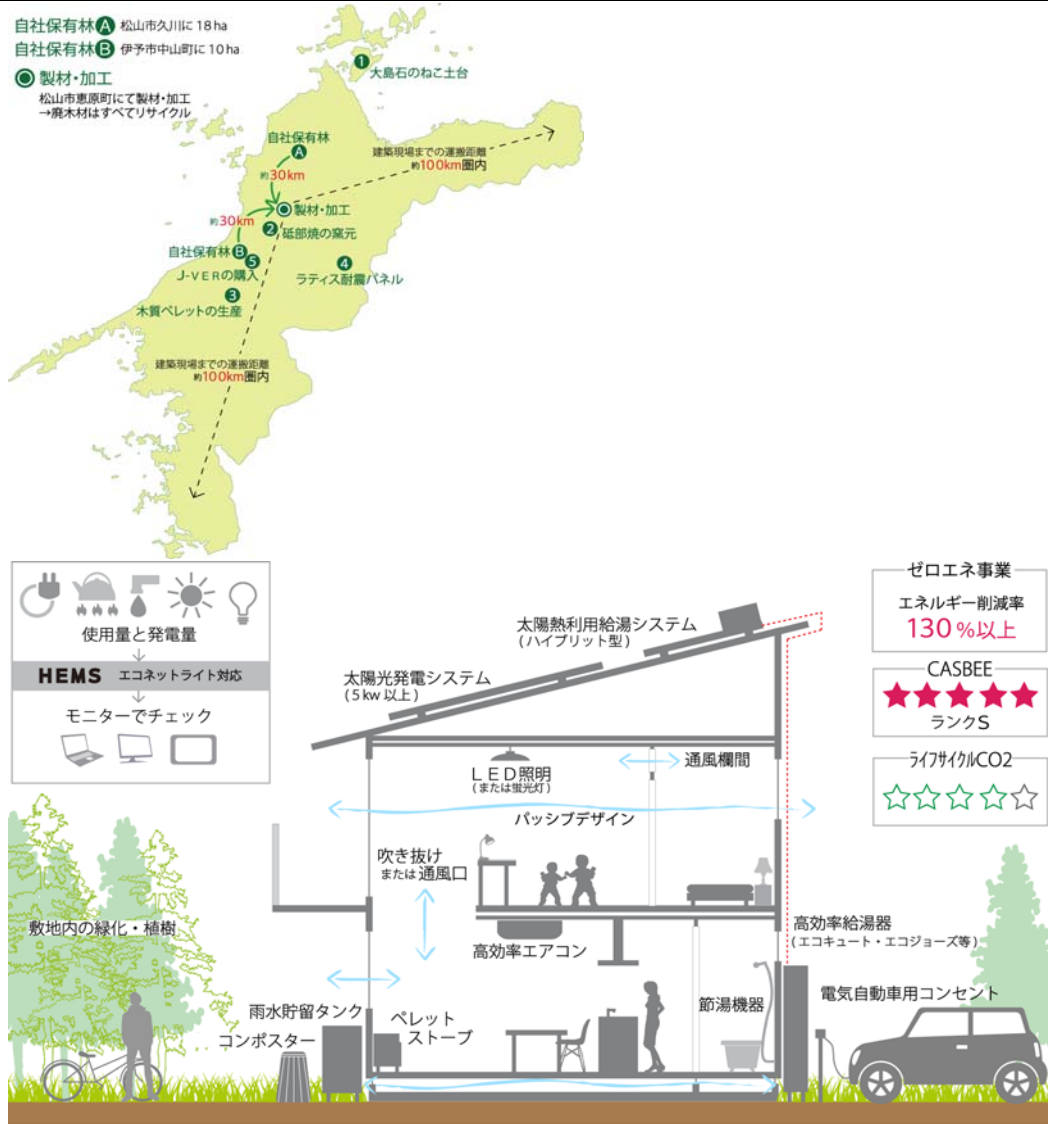 自社保有林A 松山市久川に18ha
自社保有林B 伊予市中山町に10ha
製材・加工
松山市恵原町にて製材・加工
→廃木材はすべてリサイクル
1
大島石のねこ土台
自社保有林
A
約30km
建築現場までの運搬距離
約100km圏内
製材・加工
約30km
2 砥部焼の窯元
自社保有林B
5
J-VERの購入
4
ラティス耐震パネル
3
木質ペレットの生産
建築現場までの運搬距離
約100km圏内
使用量と発電量
HEMS エコネットライト対応
モニターでチェック
太陽熱利用給湯システム
(ハイブリット型)
太陽光発電システム
(5kw以上)
ゼロエネ事業
エネルギー削減率
130%以上
CASBEE
★★★★★
ランクS
ライフサイクルCO2
☆☆☆☆☆
LED照明
(または蛍光灯)
通風欄間
パッシブデザイン
吹き抜け
または通風口
敷地内の緑化・植樹
高効率エアコン
高効率給湯器
(エコキュート・エコジョーズ等)
節湯機器
電気自動車用コンセント
雨水貯留タンク
コンポスター
ペレット
ストーブ